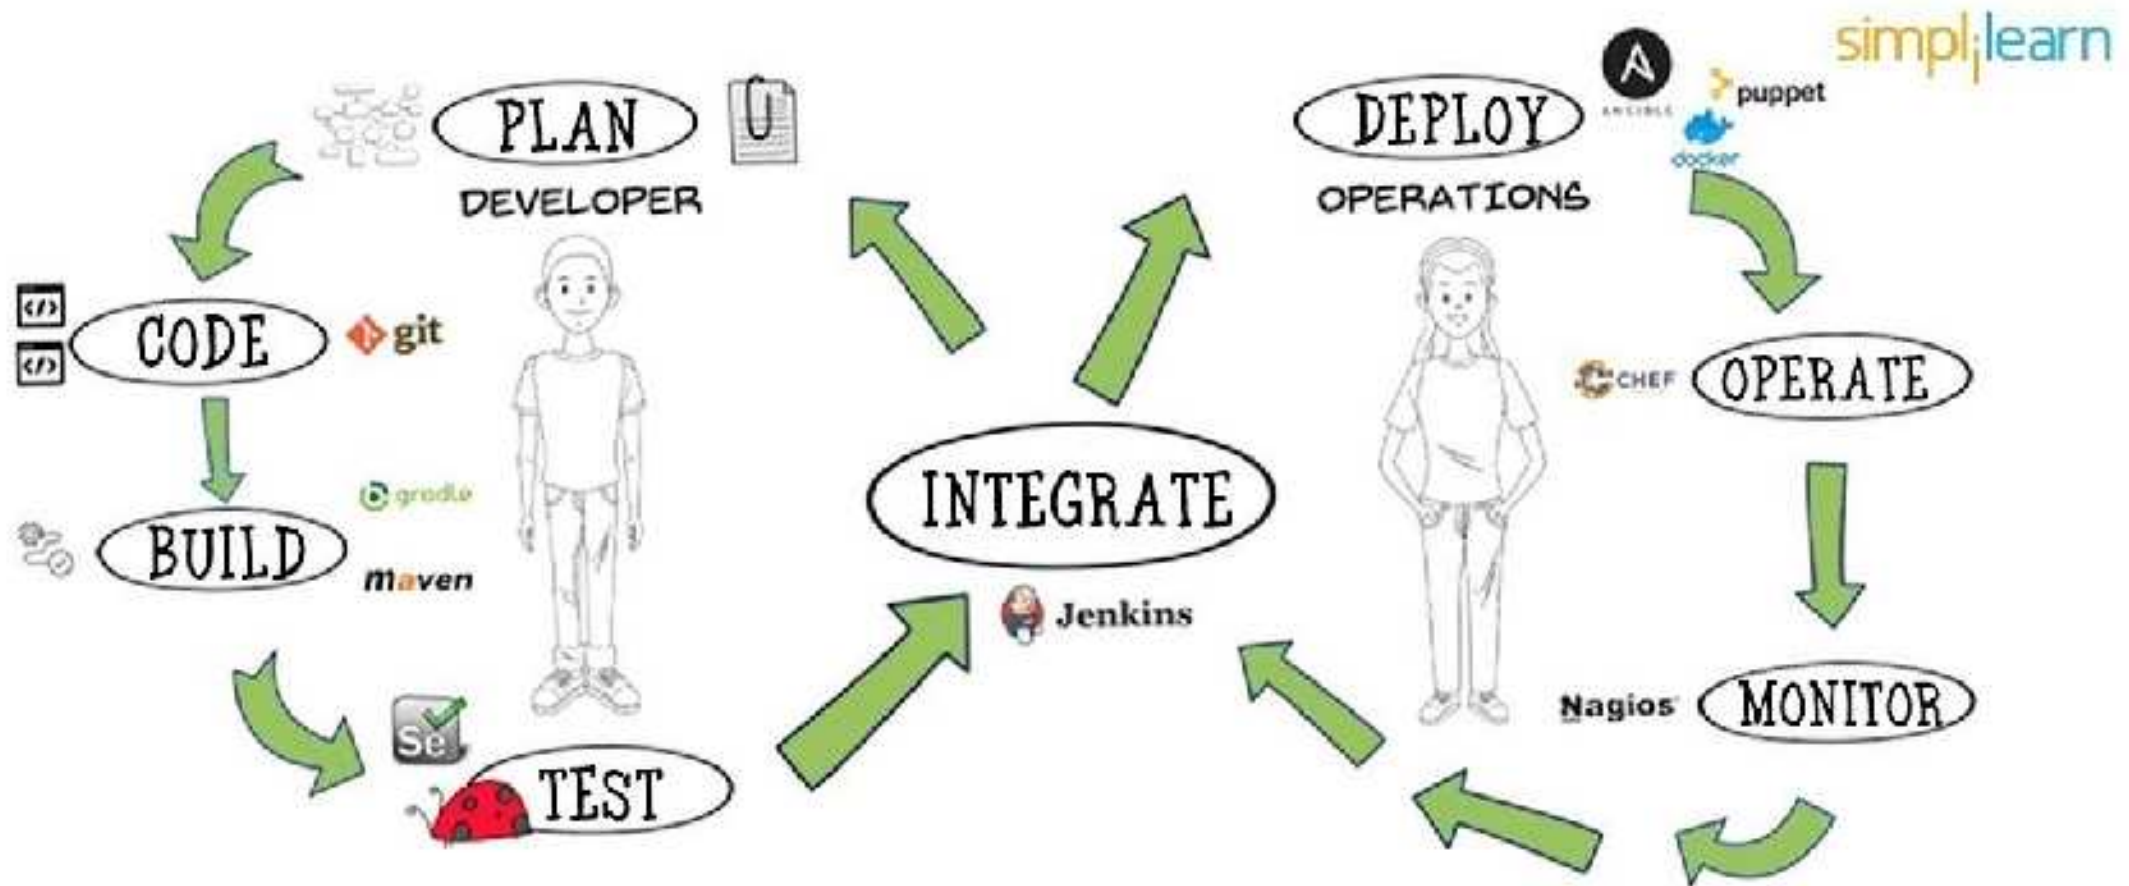 simplilearn
PLAN
DEVELOPER
</>
</>
CODE
git
BUILD
gradle
maven
Se
TEST
INTEGRATE
Jenkins
DEPLOY
ANSIBLE
puppet
docker
OPERATIONS
CHEF
OPERATE
Nagios
MONITOR